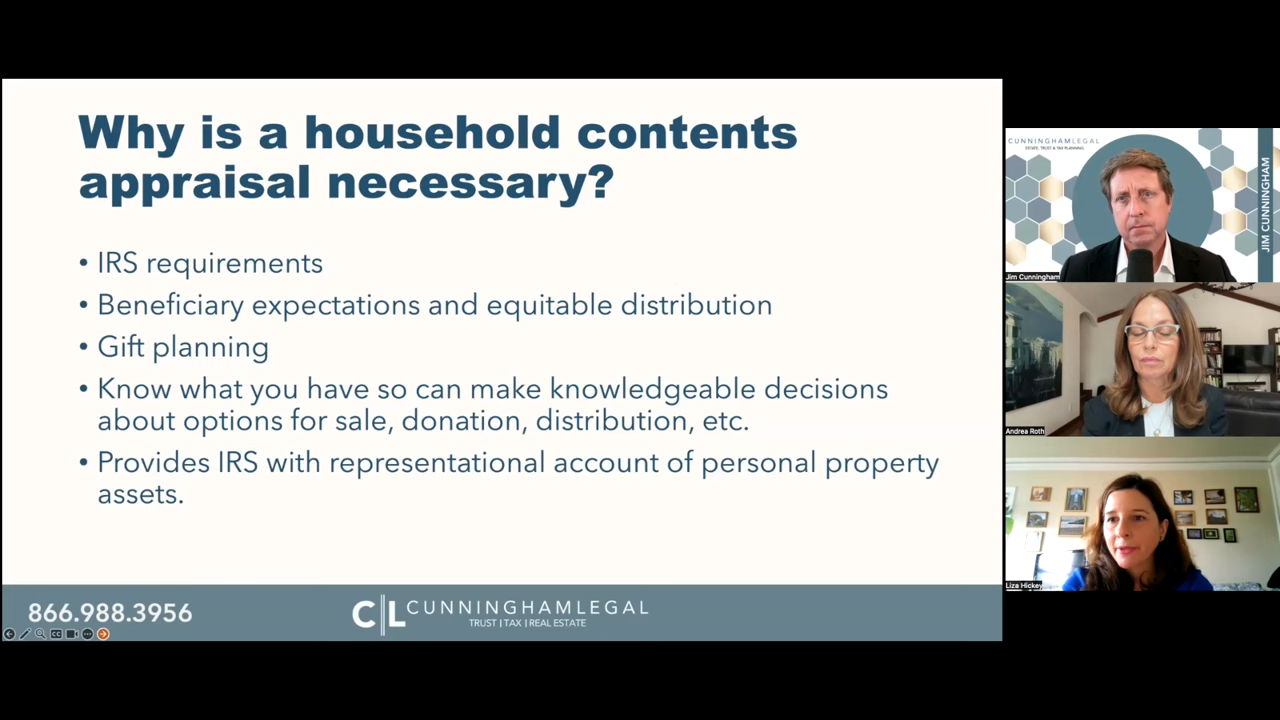 Why is a household contents
appraisal necessary?
• IRS requirements
• Beneficiary expectations and equitable distribution
• Gift planning
• Know what you have so can make knowledgeable decisions
about options for sale, donation, distribution, etc.
• Provides IRS with representational account of personal property
assets.
866.988.3956
CL CUNNINGHAMLEGAL
TRUST | TAX | REAL ESTATE
CC
CUNNINGHAMLEGAL
ESTATE, TRUST & TAX PLANNING
JIM CUNNINGHAM
Jim Cunningham
Andrea Roth
Liza Hickey